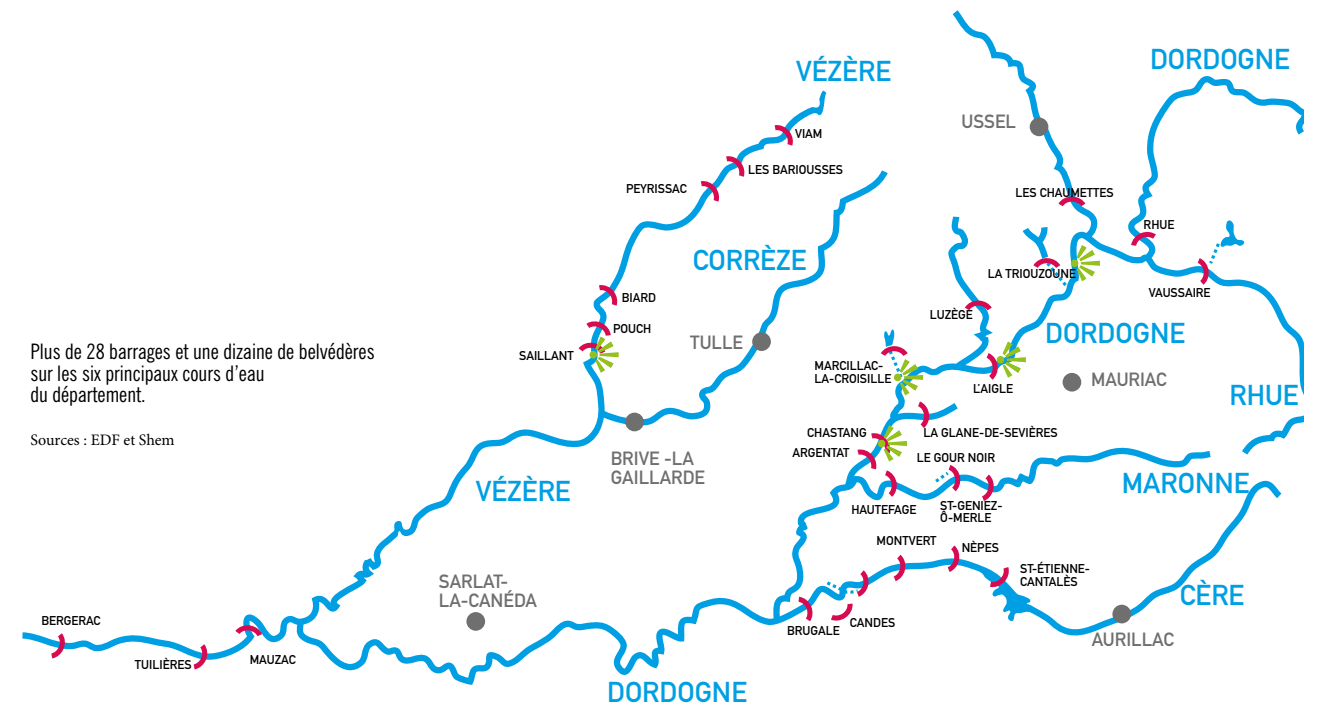 DORDOGNE
VÉZÈRE
USSEL
VIAM
LES BARIOUSSES
PEYRISSAC
LES CHAUMETTES
RHUE
CORRÈZE
LA TRIOUZOUNE
VAUSSAIRE
BIARD
POUCH
LUZÈGE
DORDOGNE
TULLE
SAILLANT
Plus de 28 barrages et une dizaine de belvédères
sur les six principaux cours d'eau
du département.
Sources : EDF et Shem
MARCILLAC-
LA-CROISILLE
L'AIGLE
MAURIAC
RHUE
CHASTANG
LA GLANE-DE-SEVIÈRES
ARGENTAT
LE GOUR NOIR
BRIVE -LA
GAILLARDE
VÉZÈRE
MARONNE
HAUTEFAGE
ST-GENIEZ-
Ô-MERLE
MONTVERT
NÈPES
ST-ÉTIENNE-
CANTALÈS
SARLAT-
LA-CANÉDA
CÈRE
BERGERAC
BRUGALE
CANDES
AURILLAC
TUILIÈRES
MAUZAC
DORDOGNE